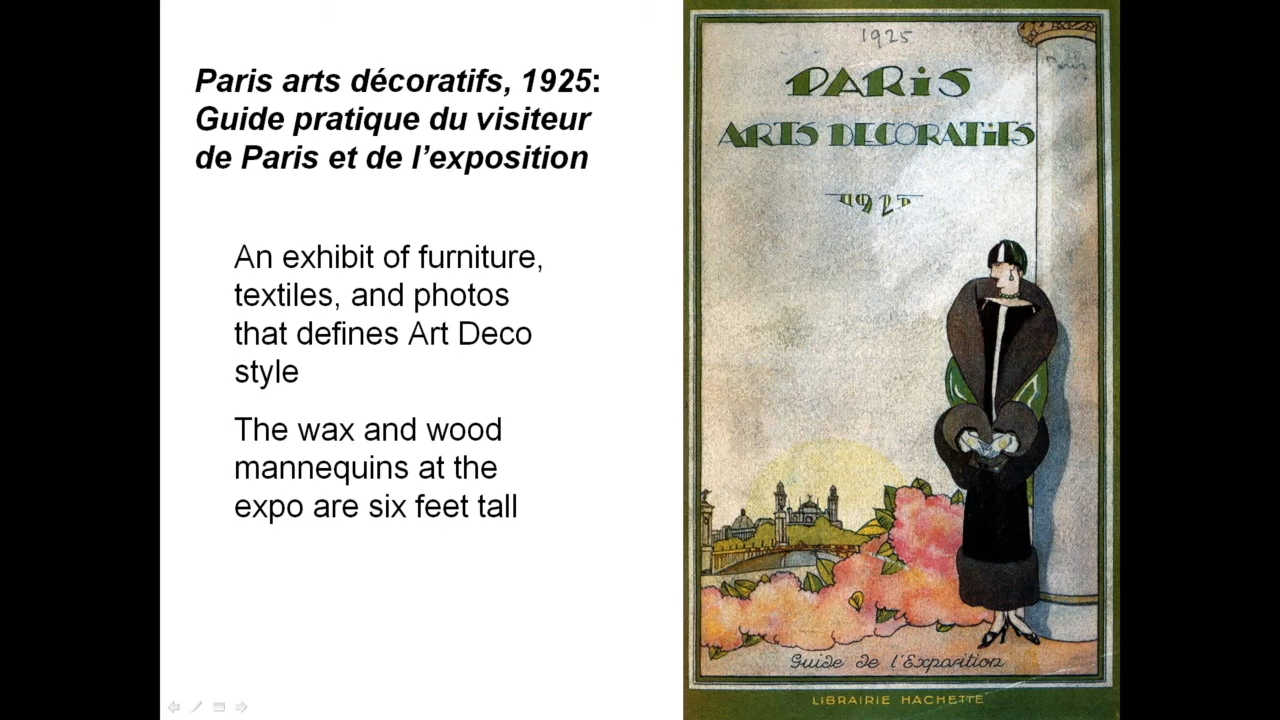 Paris arts décoratifs, 1925:
Guide pratique du visiteur
de Paris et de l’exposition
An exhibit of furniture,
textiles, and photos
that defines Art Deco
style
The wax and wood
mannequins at the
expo are six feet tall
1925
Paris
PARiS
ARTS DECORATiFS
1925
Guide de l'Exposition
LIBRAIRIE HACHETTE